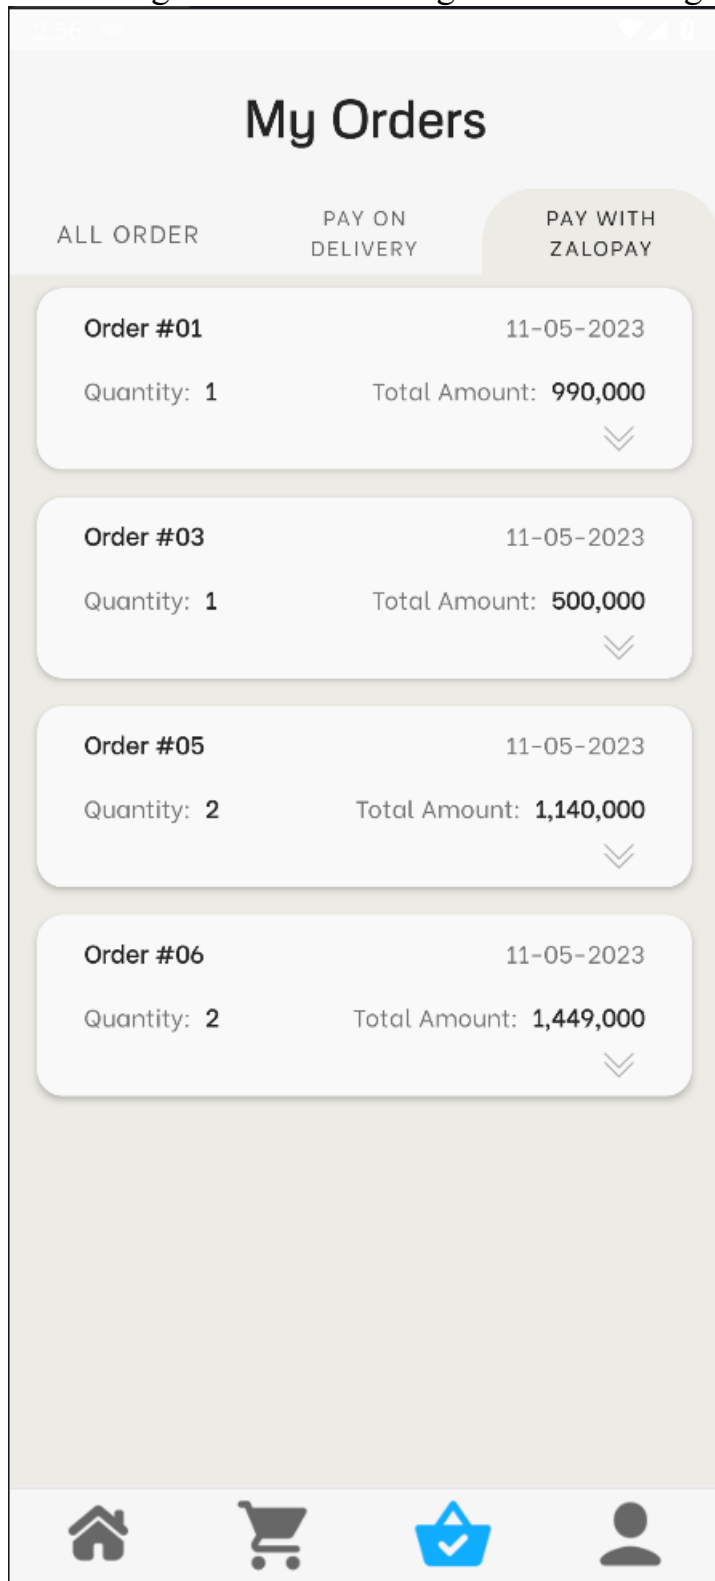 2:56
My Orders
ALL ORDER
PAY ON
DELIVERY
PAY WITH
ZALOPAY
Order #01 11-05-2023
Quantity: 1 Total Amount: 990,000
Order #03 11-05-2023
Quantity: 1 Total Amount: 500,000
Order #05 11-05-2023
Quantity: 2 Total Amount: 1,140,000
Order #06 11-05-2023
Quantity: 2 Total Amount: 1,449,000